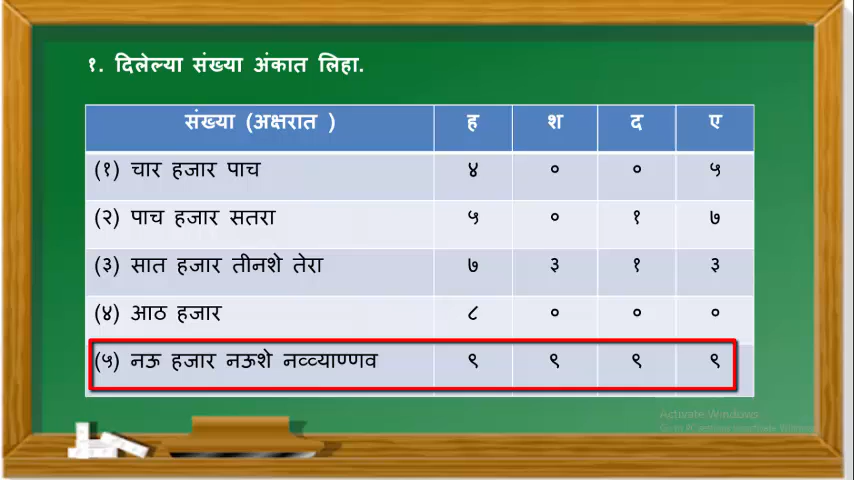 १. दिलेल्या संख्या अंकात लिहा.
संख्या (अक्षरात ) ह श द ए
(१) चार हजार पाच ४ ० ० ५
(२) पाच हजार सतरा ५ ० १ ७
(३) सात हजार तीनशे तेरा ७ ३ १ ३
(४) आठ हजार ८ ० ० ०
(५) नऊ हजार नऊशे नव्व्याण्णव ९ ९ ९ ९
Activate Windows